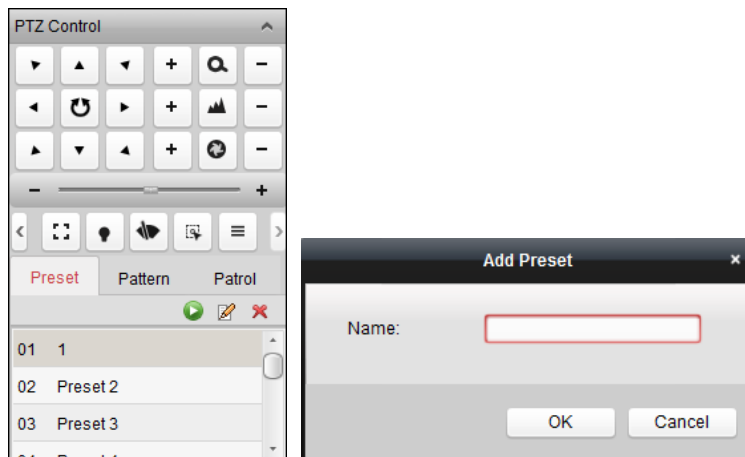 PTZ Control
Preset Pattern Patrol
01 1
02 Preset 2
03 Preset 3
Add Preset
Name:
OK Cancel